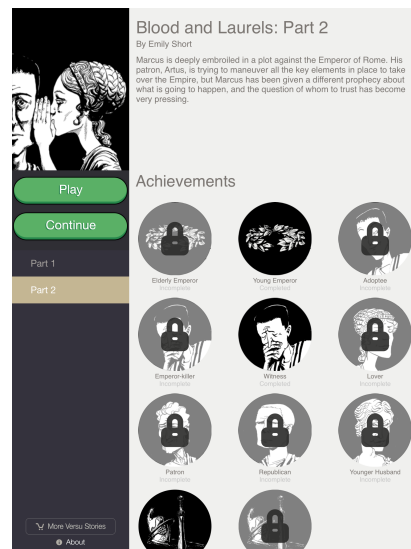 Blood and Laurels: Part 2
By Emily Short
Marcus is deeply embroiled in a plot against the Emperor of Rome. His
patron, Artus, is trying to maneuver all the key elements in place to take
over the Empire, but Marcus has been given a different prophecy about
what is going to happen, and the question of whom to trust has become
very pressing.
Play
Continue
Part 1
Part 2
Achievements
Elderly Emperor
Incomplete
Young Emperor
Completed
Adoptee
Incomplete
Emperor-killer
Incomplete
Witness
Completed
Lover
Incomplete
Patron
Incomplete
Republican
Incomplete
Younger Husband
Incomplete
More Versu Stories
About